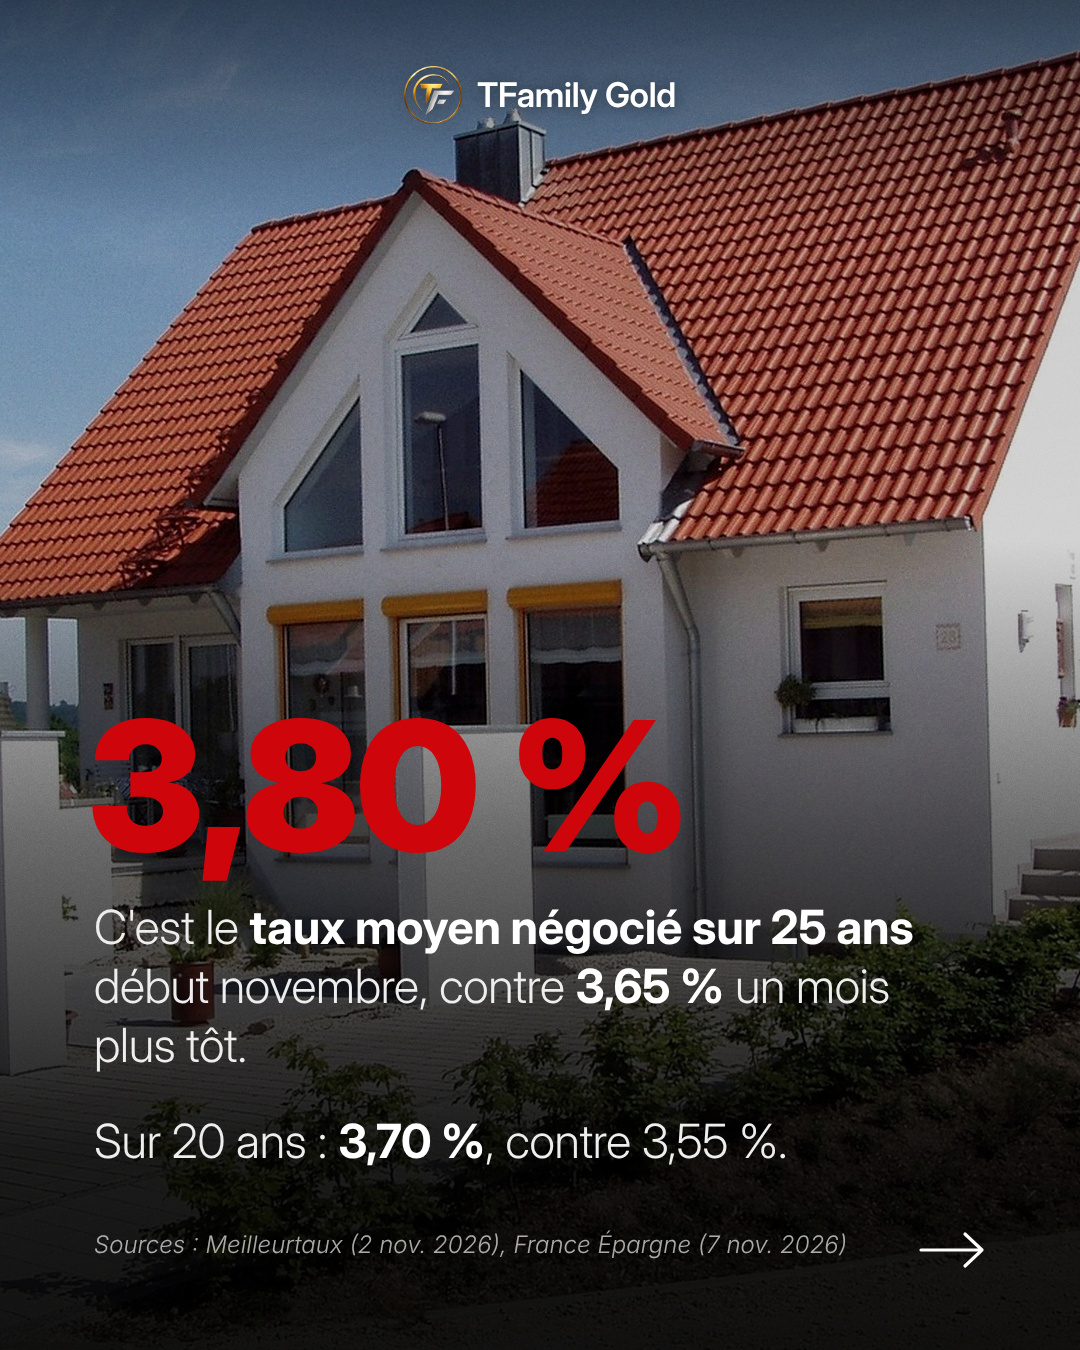 TFamily Gold
28
3,80 %
C'est le taux moyen négocié sur 25 ans
début novembre, contre 3,65 % un mois
plus tôt.
Sur 20 ans : 3,70 %, contre 3,55 %.
Sources : Meilleurtaux (2 nov. 2026), France Épargne (7 nov. 2026)